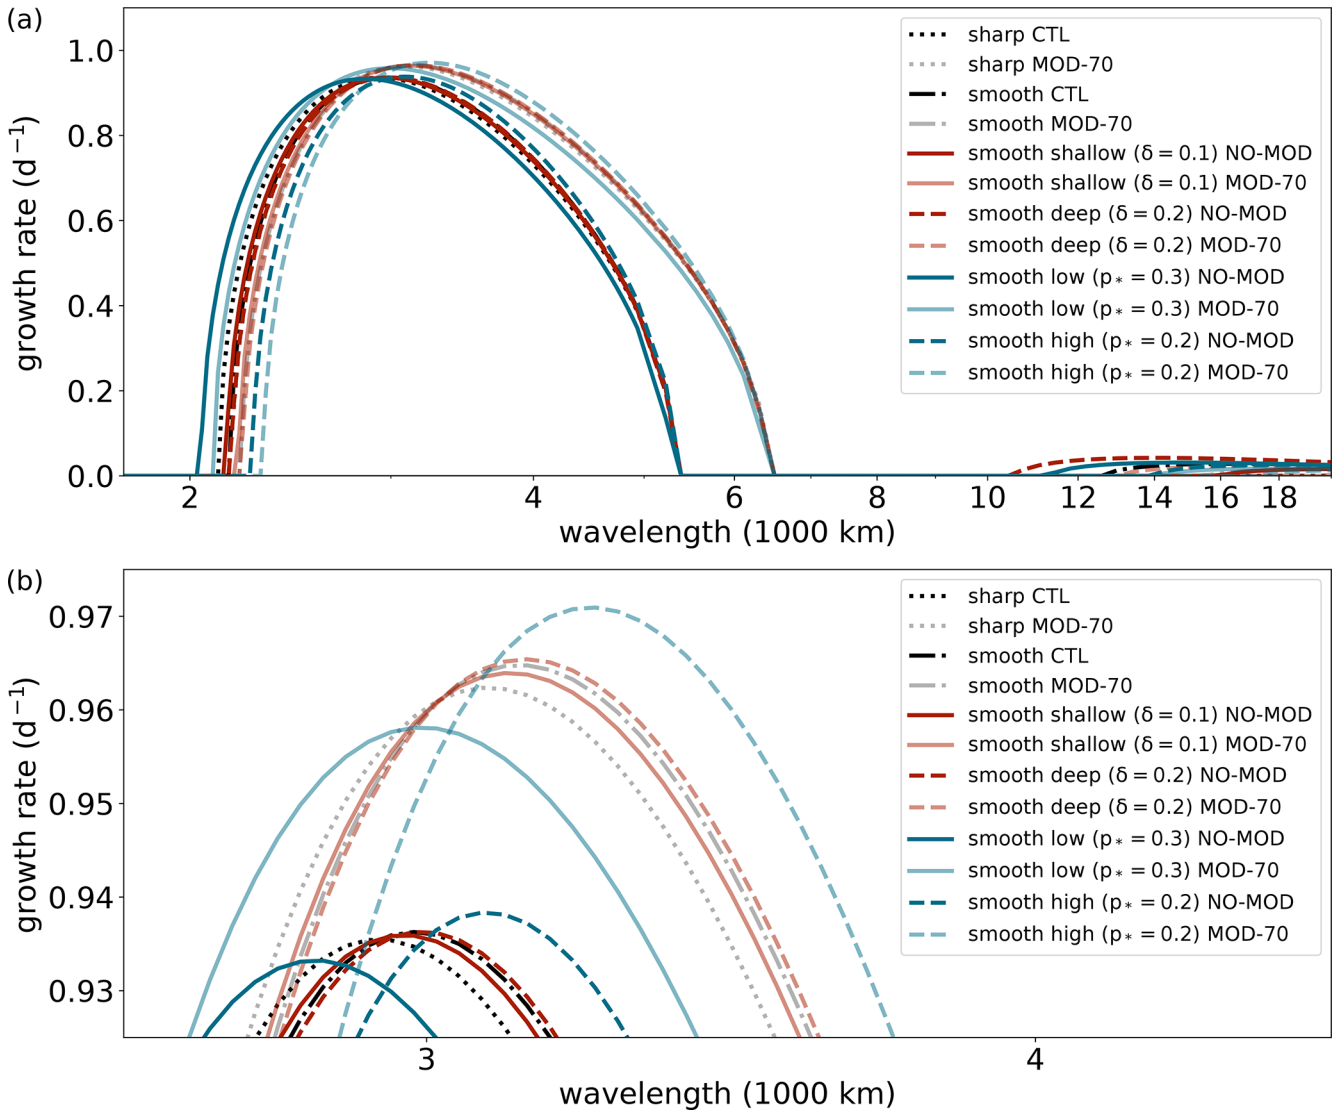 (a)
growth rate (d⁻¹)
1.0
0.8
0.6
0.4
0.2
0.0
sharp CTL
sharp MOD-70
smooth CTL
smooth MOD-70
smooth shallow (δ = 0.1) NO-MOD
smooth shallow (δ = 0.1) MOD-70
smooth deep (δ = 0.2) NO-MOD
smooth deep (δ = 0.2) MOD-70
smooth low (p∗ = 0.3) NO-MOD
smooth low (p∗ = 0.3) MOD-70
smooth high (p∗ = 0.2) NO-MOD
smooth high (p∗ = 0.2) MOD-70
2 4 6 8 10 12 14 16 18
wavelength (1000 km)
(b)
growth rate (d⁻¹)
0.97
0.96
0.95
0.94
0.93
sharp CTL
sharp MOD-70
smooth CTL
smooth MOD-70
smooth shallow (δ = 0.1) NO-MOD
smooth shallow (δ = 0.1) MOD-70
smooth deep (δ = 0.2) NO-MOD
smooth deep (δ = 0.2) MOD-70
smooth low (p∗ = 0.3) NO-MOD
smooth low (p∗ = 0.3) MOD-70
smooth high (p∗ = 0.2) NO-MOD
smooth high (p∗ = 0.2) MOD-70
3 4
wavelength (1000 km)